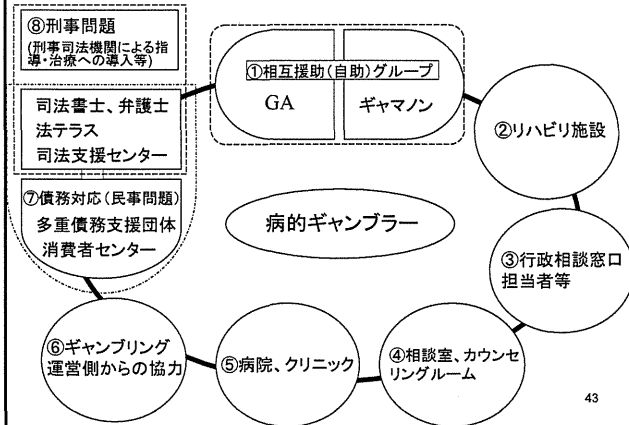 ⑧刑事問題
(刑事司法機関による指
導・治療への導入等)
司法書士、弁護士
法テラス
司法支援センター
⑦債務対応(民事問題)
多重債務支援団体
消費者センター
①相互援助(自助)グループ
GA
ギャマノン
②リハビリ施設
③行政相談窓口
担当者等
④相談室、カウンセ
リングルーム
⑤病院、クリニック
⑥ギャンブリング
運営側からの協力
病的ギャンブラー
43